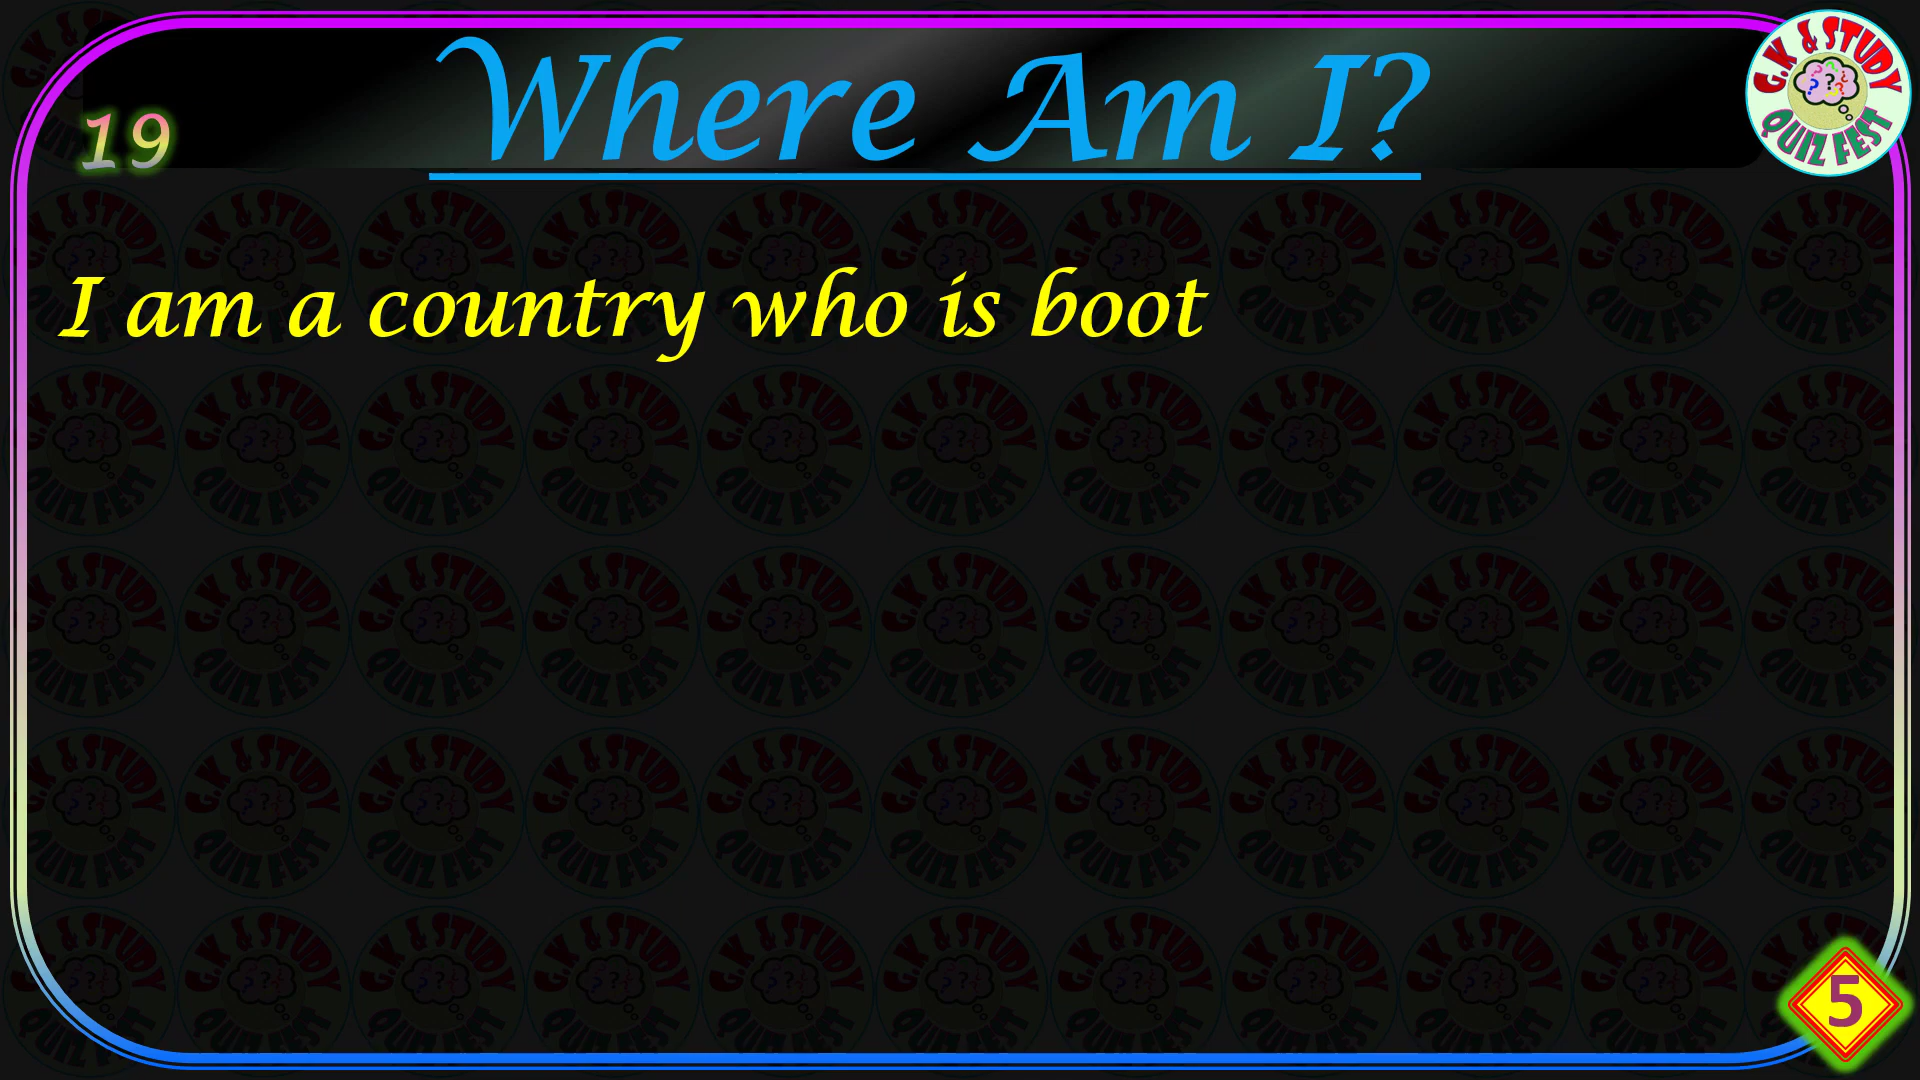 Where Am I?
G.K & STUDY
QUIZ FEST
19
I am a country who is boot
5